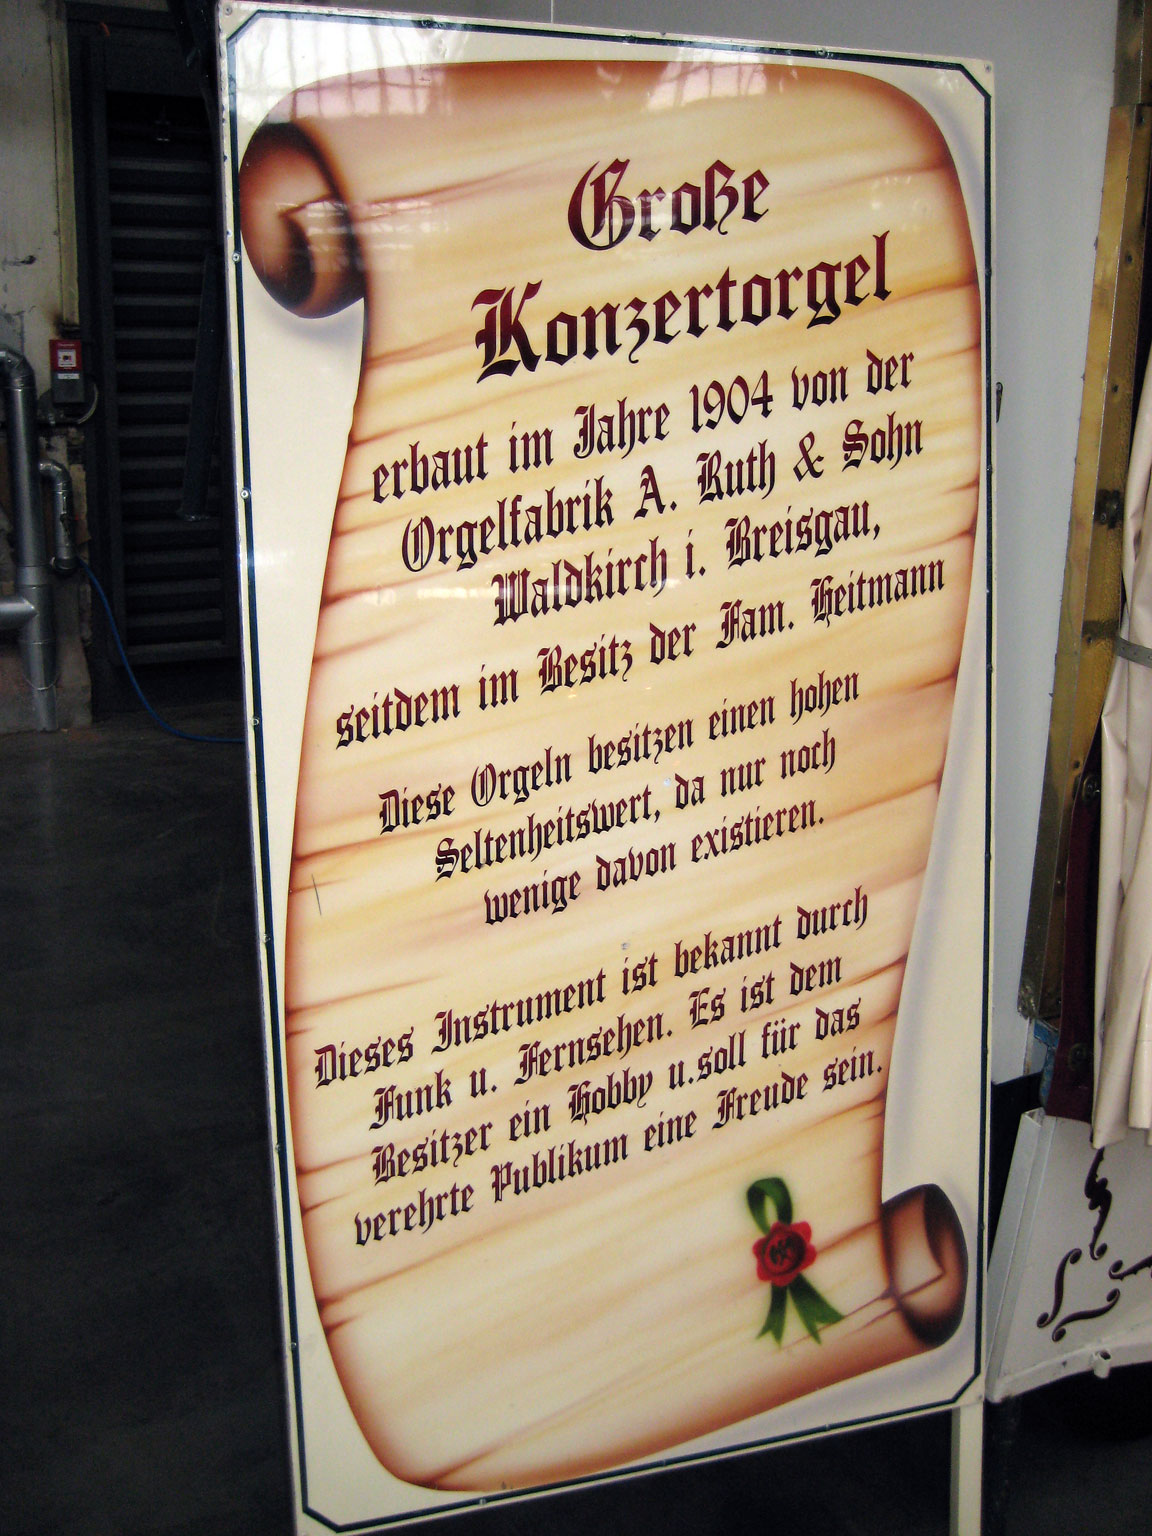 Große
Konzertorgel
erbaut im Jahre 1904 von der
Orgelfabrik A. Ruth & Sohn
Waldkirch i. Breisgau,
seitdem im Besitz der Fam. Heitmann
Diese Orgeln besitzen einen hohen
Seltenheitswert, da nur noch
wenige davon existieren.
Dieses Instrument ist bekannt durch
Funk u. Fernsehen. Es ist dem
Besitzer ein Hobby u.soll für das
verehrte Publikum eine Freude sein.